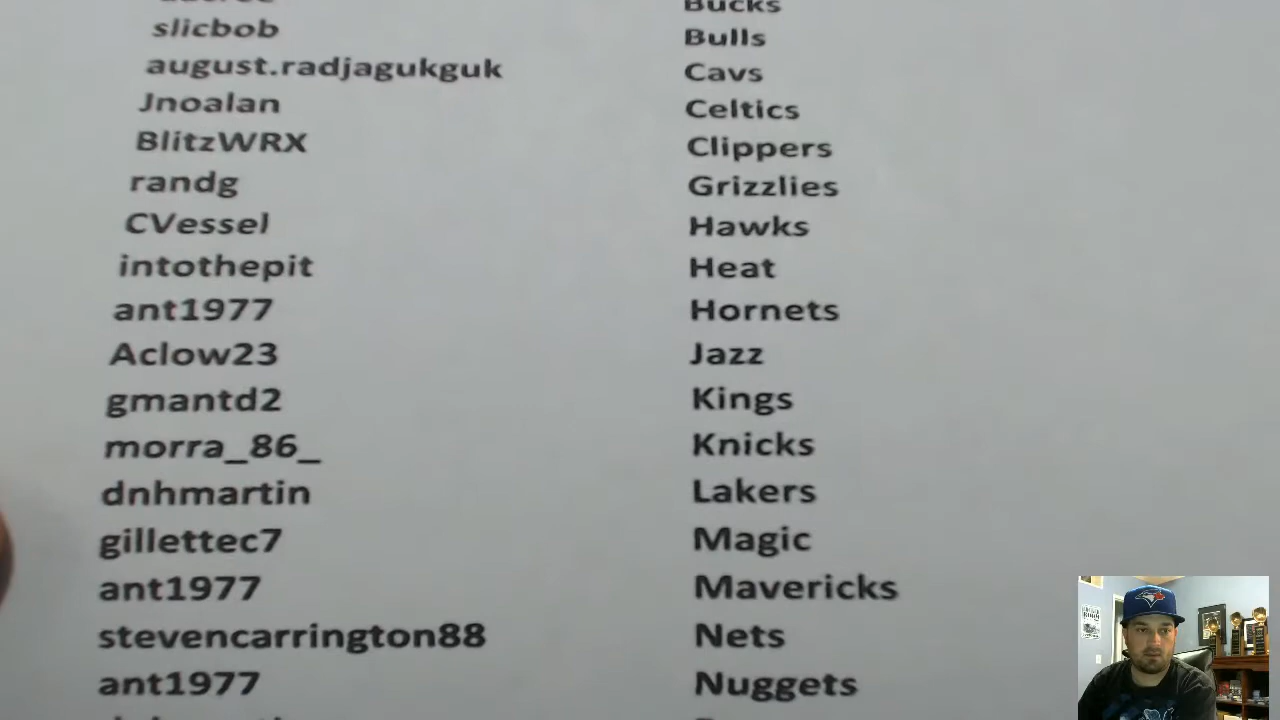 Bucks
slicbob Bulls
august.radjagukguk Cavs
Jnoalan Celtics
BlitzWRX Clippers
randg Grizzlies
CVessel Hawks
intothepit Heat
ant1977 Hornets
Aclow23 Jazz
gmantd2 Kings
morra_86_ Knicks
dnhmartin Lakers
gillettec7 Magic
ant1977 Mavericks
stevencarrington88 Nets
ant1977 Nuggets